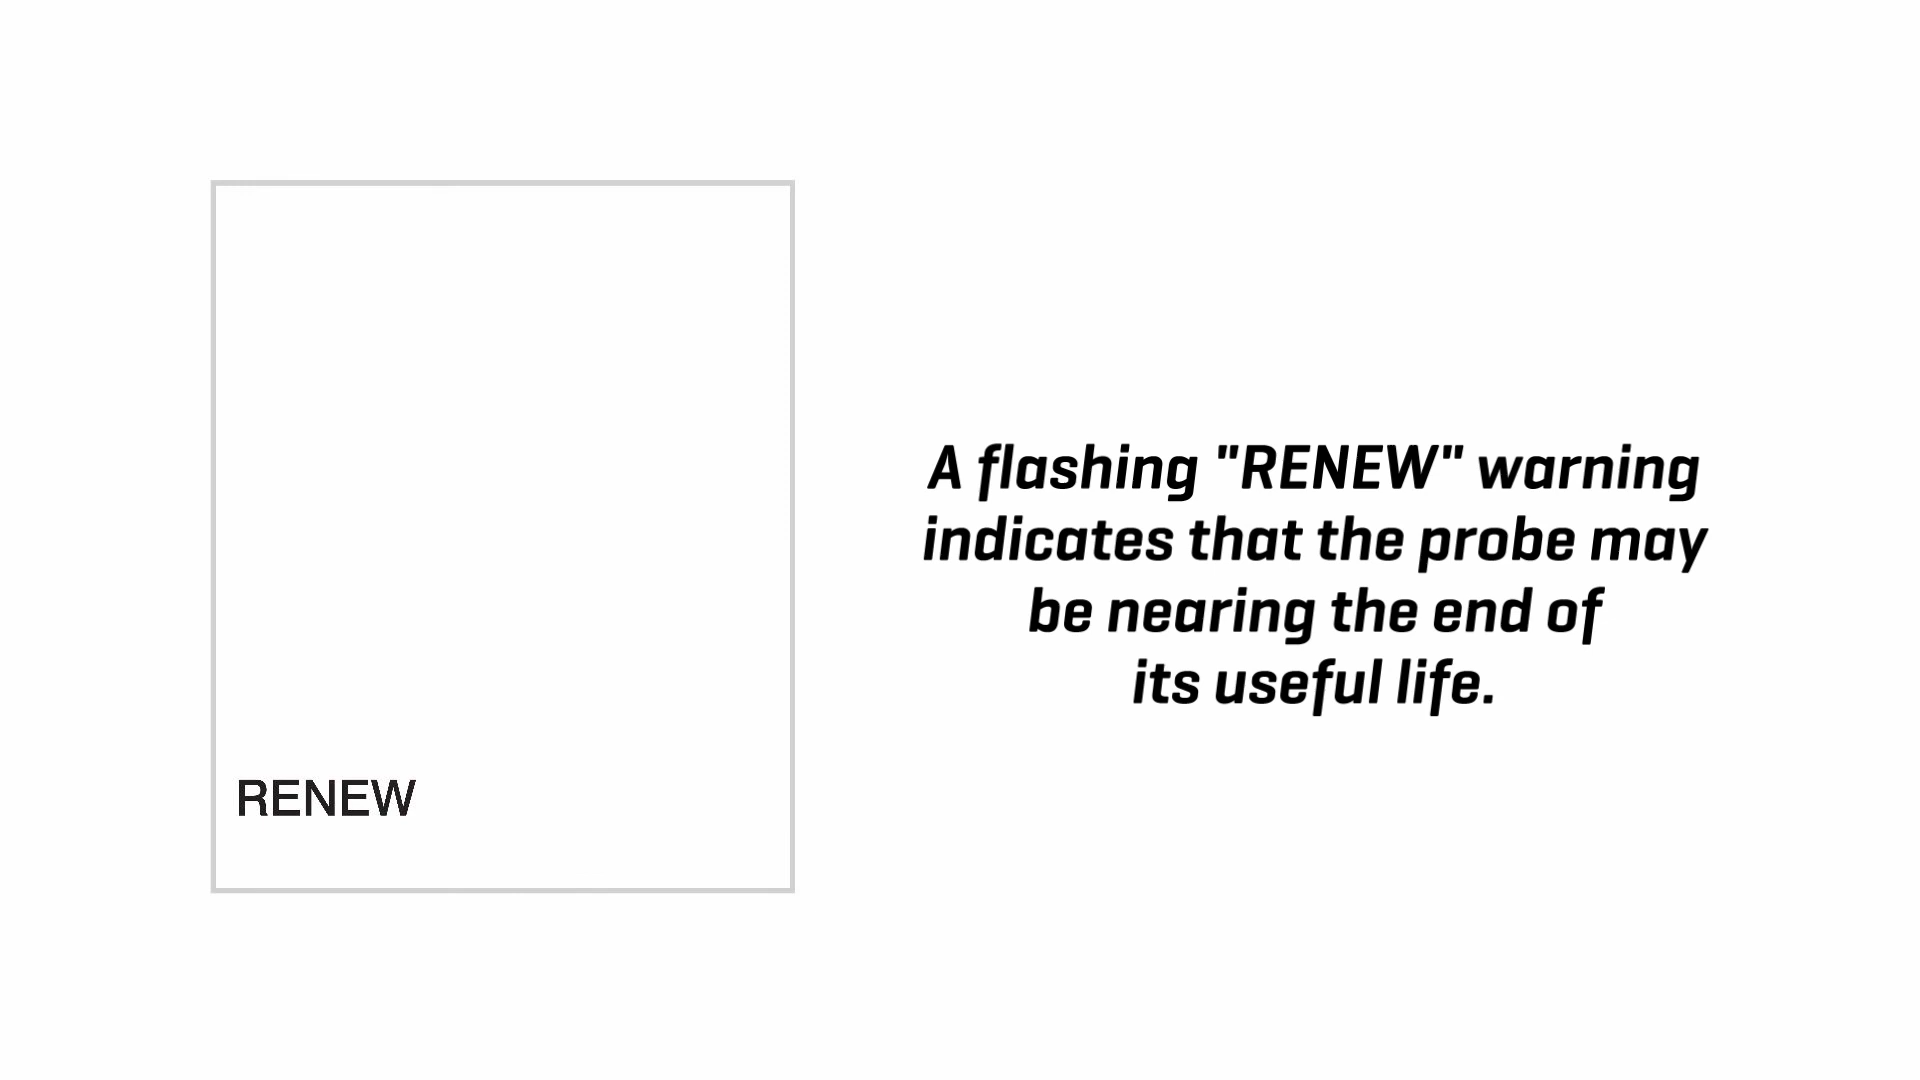 A flashing "RENEW" warning
indicates that the probe may
be nearing the end of
its useful life.
RENEW